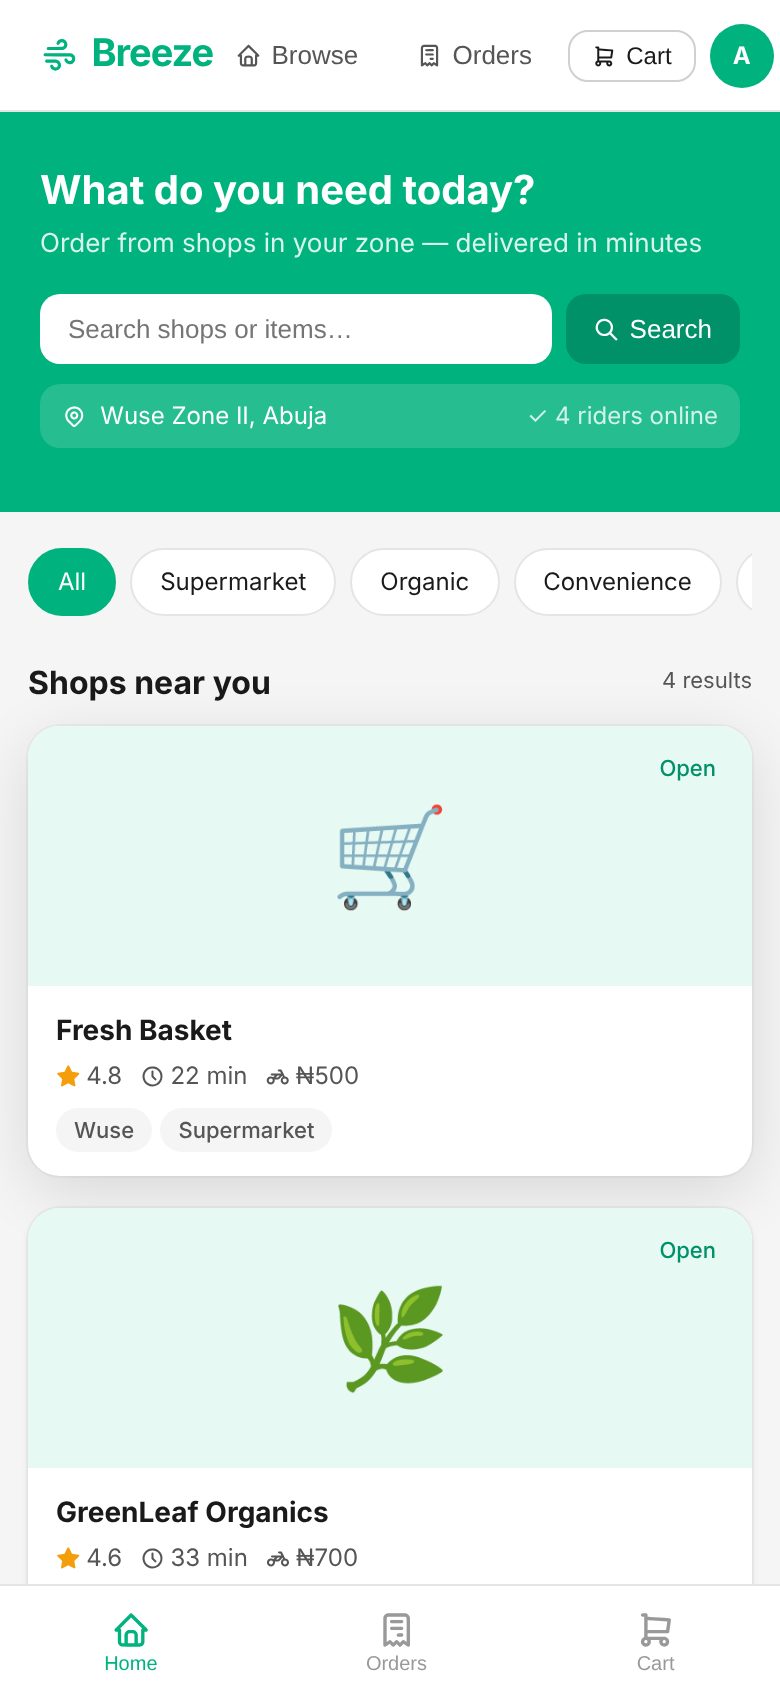 Breeze Browse Orders Cart A
What do you need today?
Order from shops in your zone — delivered in minutes
Search shops or items… Search
Wuse Zone II, Abuja 4 riders online
All Supermarket Organic Convenience
Shops near you 4 results
Open
Fresh Basket
4.8 22 min ₦500
Wuse Supermarket
Open
GreenLeaf Organics
4.6 33 min ₦700
Home Orders Cart